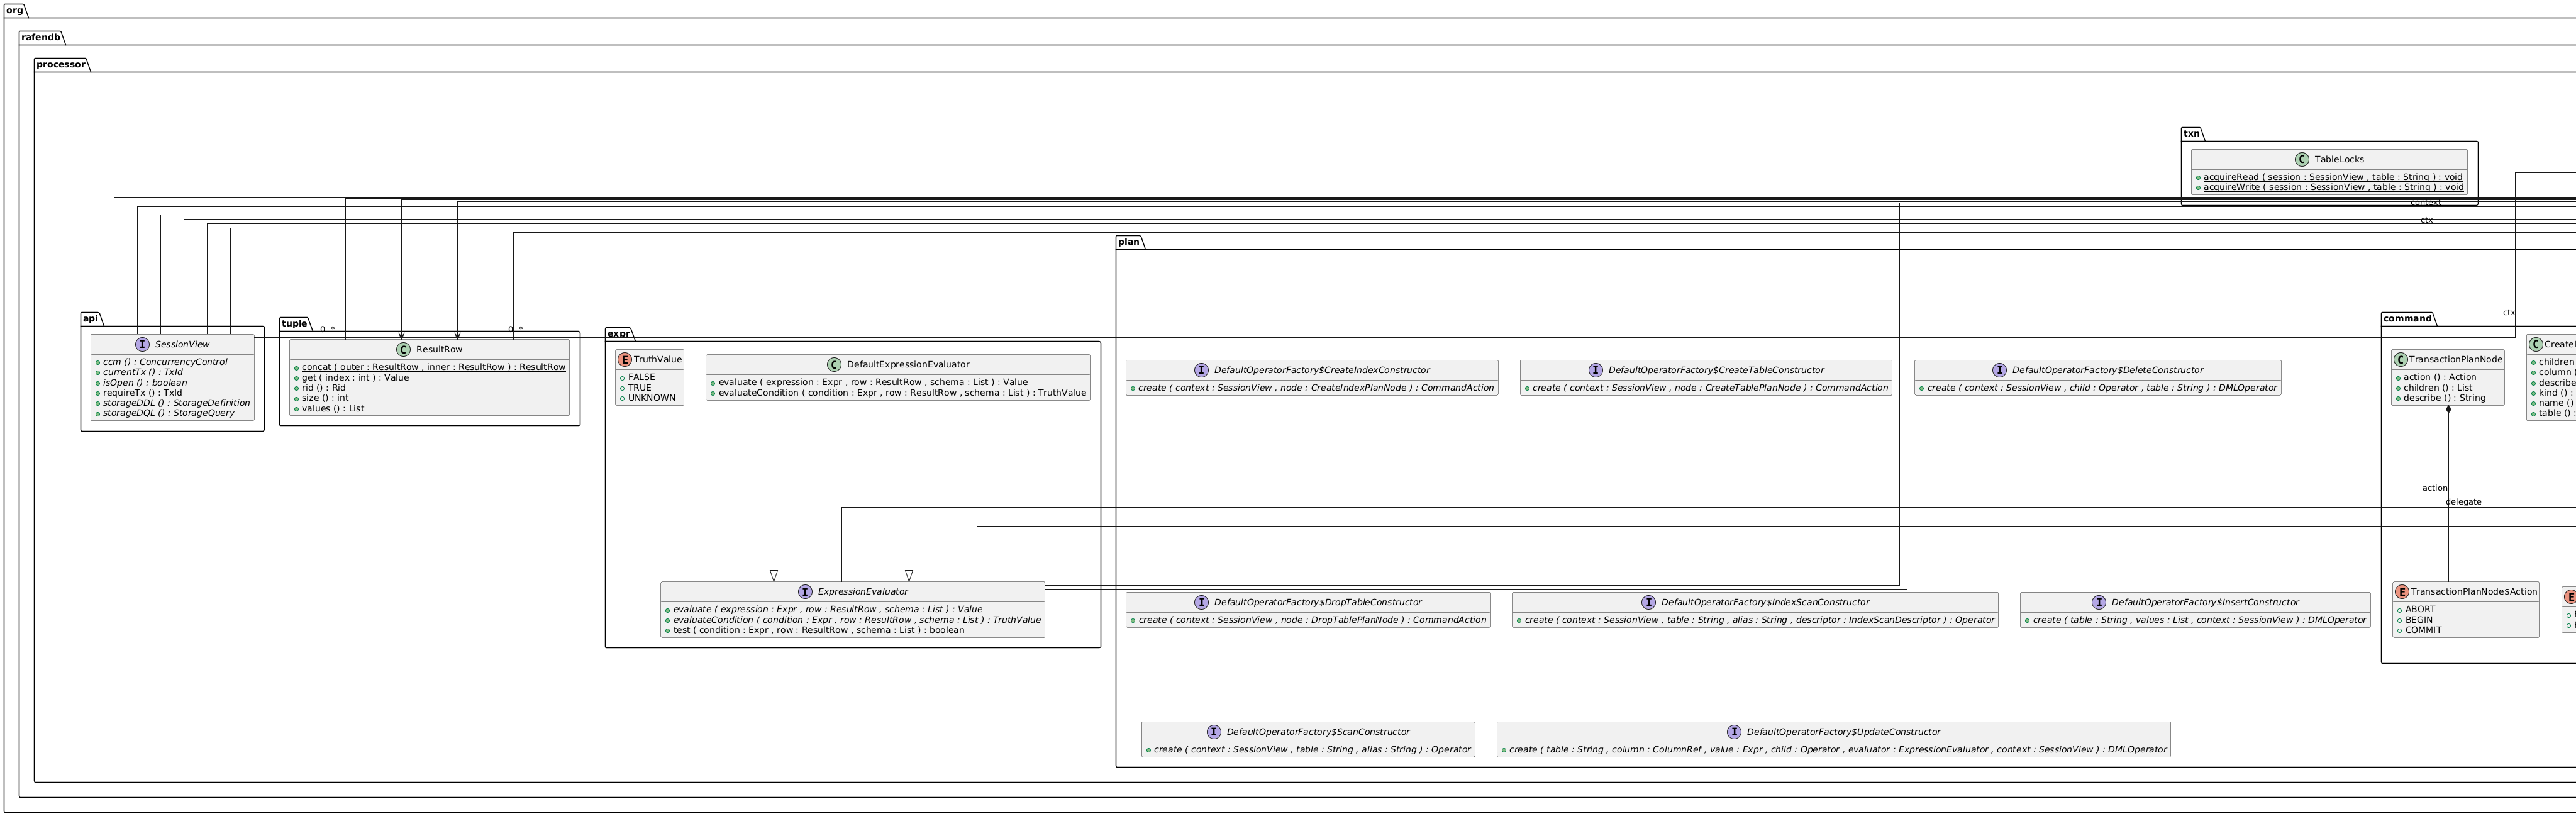 org
rafendb
processor
txn
C TableLocks
acquireRead ( session : SessionView , table : String ) : void
acquireWrite ( session : SessionView , table : String ) : void
context
ctx
plan
api
I SessionView
ccm () : ConcurrencyControl
currentTx () : TxId
isOpen () : boolean
requireTx () : TxId
storageDDL () : StorageDefinition
storageDQL () : StorageQuery
tuple
0..*
0..*
C ResultRow
concat ( outer : ResultRow , inner : ResultRow ) : ResultRow
get ( index : int ) : Value
rid () : Rid
size () : int
values () : List
expr
E TruthValue
FALSE
TRUE
UNKNOWN
C DefaultExpressionEvaluator
evaluate ( expression : Expr , row : ResultRow , schema : List ) : Value
evaluateCondition ( condition : Expr , row : ResultRow , schema : List ) : TruthValue
I DefaultOperatorFactory$CreateIndexConstructor
create ( context : SessionView , node : CreateIndexPlanNode ) : CommandAction
I DefaultOperatorFactory$CreateTableConstructor
create ( context : SessionView , node : CreateTablePlanNode ) : CommandAction
I DefaultOperatorFactory$DeleteConstructor
create ( context : SessionView , child : Operator , table : String ) : DMLOperator
ctx
command
C TransactionPlanNode
action () : Action
children () : List
describe () : String
C
children
column (
describe
kind () :
name ()
table () :
action
delegate
I ExpressionEvaluator
evaluate ( expression : Expr , row : ResultRow , schema : List ) : Value
evaluateCondition ( condition : Expr , row : ResultRow , schema : List ) : TruthValue
test ( condition : Expr , row : ResultRow , schema : List ) : boolean
I DefaultOperatorFactory$DropTableConstructor
create ( context : SessionView , node : DropTablePlanNode ) : CommandAction
I DefaultOperatorFactory$IndexScanConstructor
create ( context : SessionView , table : String , alias : String , descriptor : IndexScanDescriptor ) : Operator
I DefaultOperatorFactory$InsertConstructor
create ( table : String , values : List , context : SessionView ) : DMLOperator
E TransactionPlanNode$Action
ABORT
BEGIN
COMMIT
E
I DefaultOperatorFactory$ScanConstructor
create ( context : SessionView , table : String , alias : String ) : Operator
I DefaultOperatorFactory$UpdateConstructor
create ( table : String , column : ColumnRef , value : Expr , child : Operator , evaluator : ExpressionEvaluator , context : SessionView ) : DMLOperator